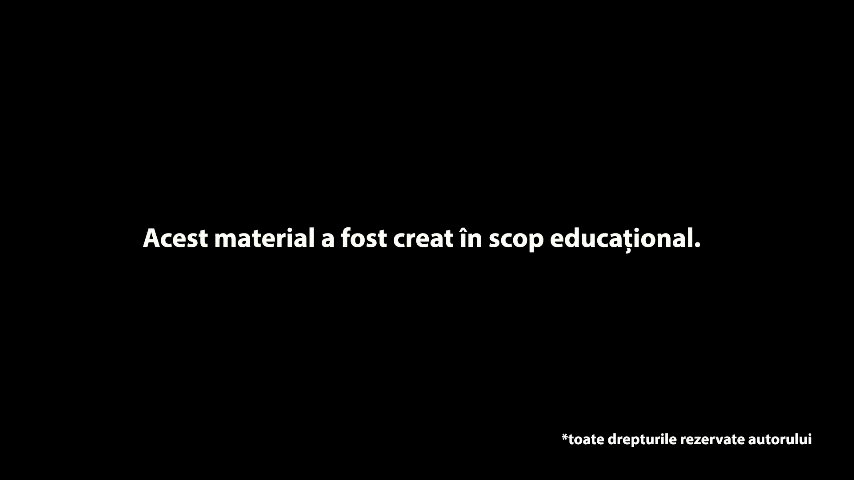 Acest material a fost creat în scop educațional.
*toate drepturile rezervate autorului